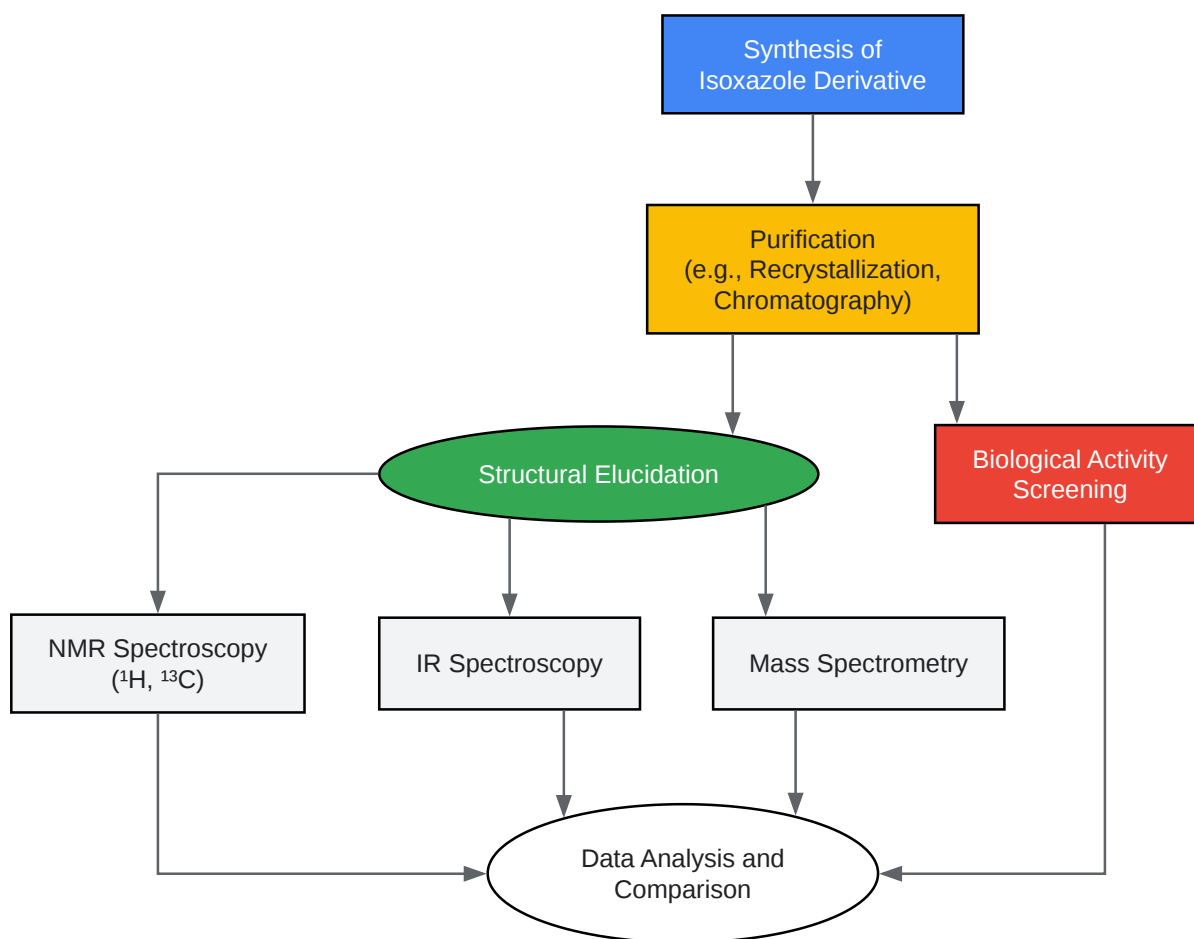 Synthesis of
Isoxazole Derivative
Purification
(e.g., Recrystallization,
Chromatography)
Structural Elucidation
Biological Activity
Screening
NMR Spectroscopy
(¹H, ¹³C)
IR Spectroscopy
Mass Spectrometry
Data Analysis and
Comparison